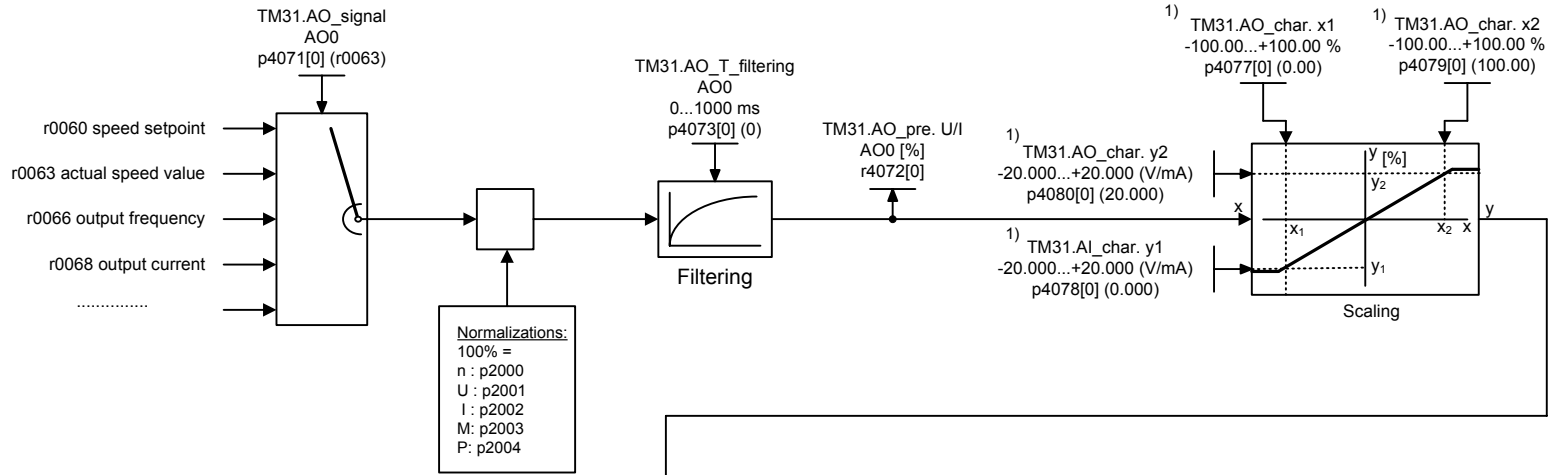 TM31.AO_signal
AO0
p4071[0] (r0063)
r0060 speed setpoint
r0063 actual speed value
r0066 output frequency
r0068 output current
...............
Normalizations:
100% =
n : p2000
U : p2001
I : p2002
M: p2003
P: p2004
TM31.AO_T_filtering
AO0
0...1000 ms
p4073[0] (0)
Filtering
TM31.AO_pre. U/I
AO0 [%]
r4072[0]
1)
TM31.AO_char. y2
-20.000...+20.000 (V/mA)
p4080[0] (20.000)
1)
TM31.AI_char. y1
-20.000...+20.000 (V/mA)
p4078[0] (0.000)
1)
TM31.AO_char. x1
-100.00...+100.00 %
p4077[0] (0.00)
1)
TM31.AO_char. x2
-100.00...+100.00 %
p4079[0] (100.00)
y [%]
y2
x
x1
x2
x
y
y1
Scaling